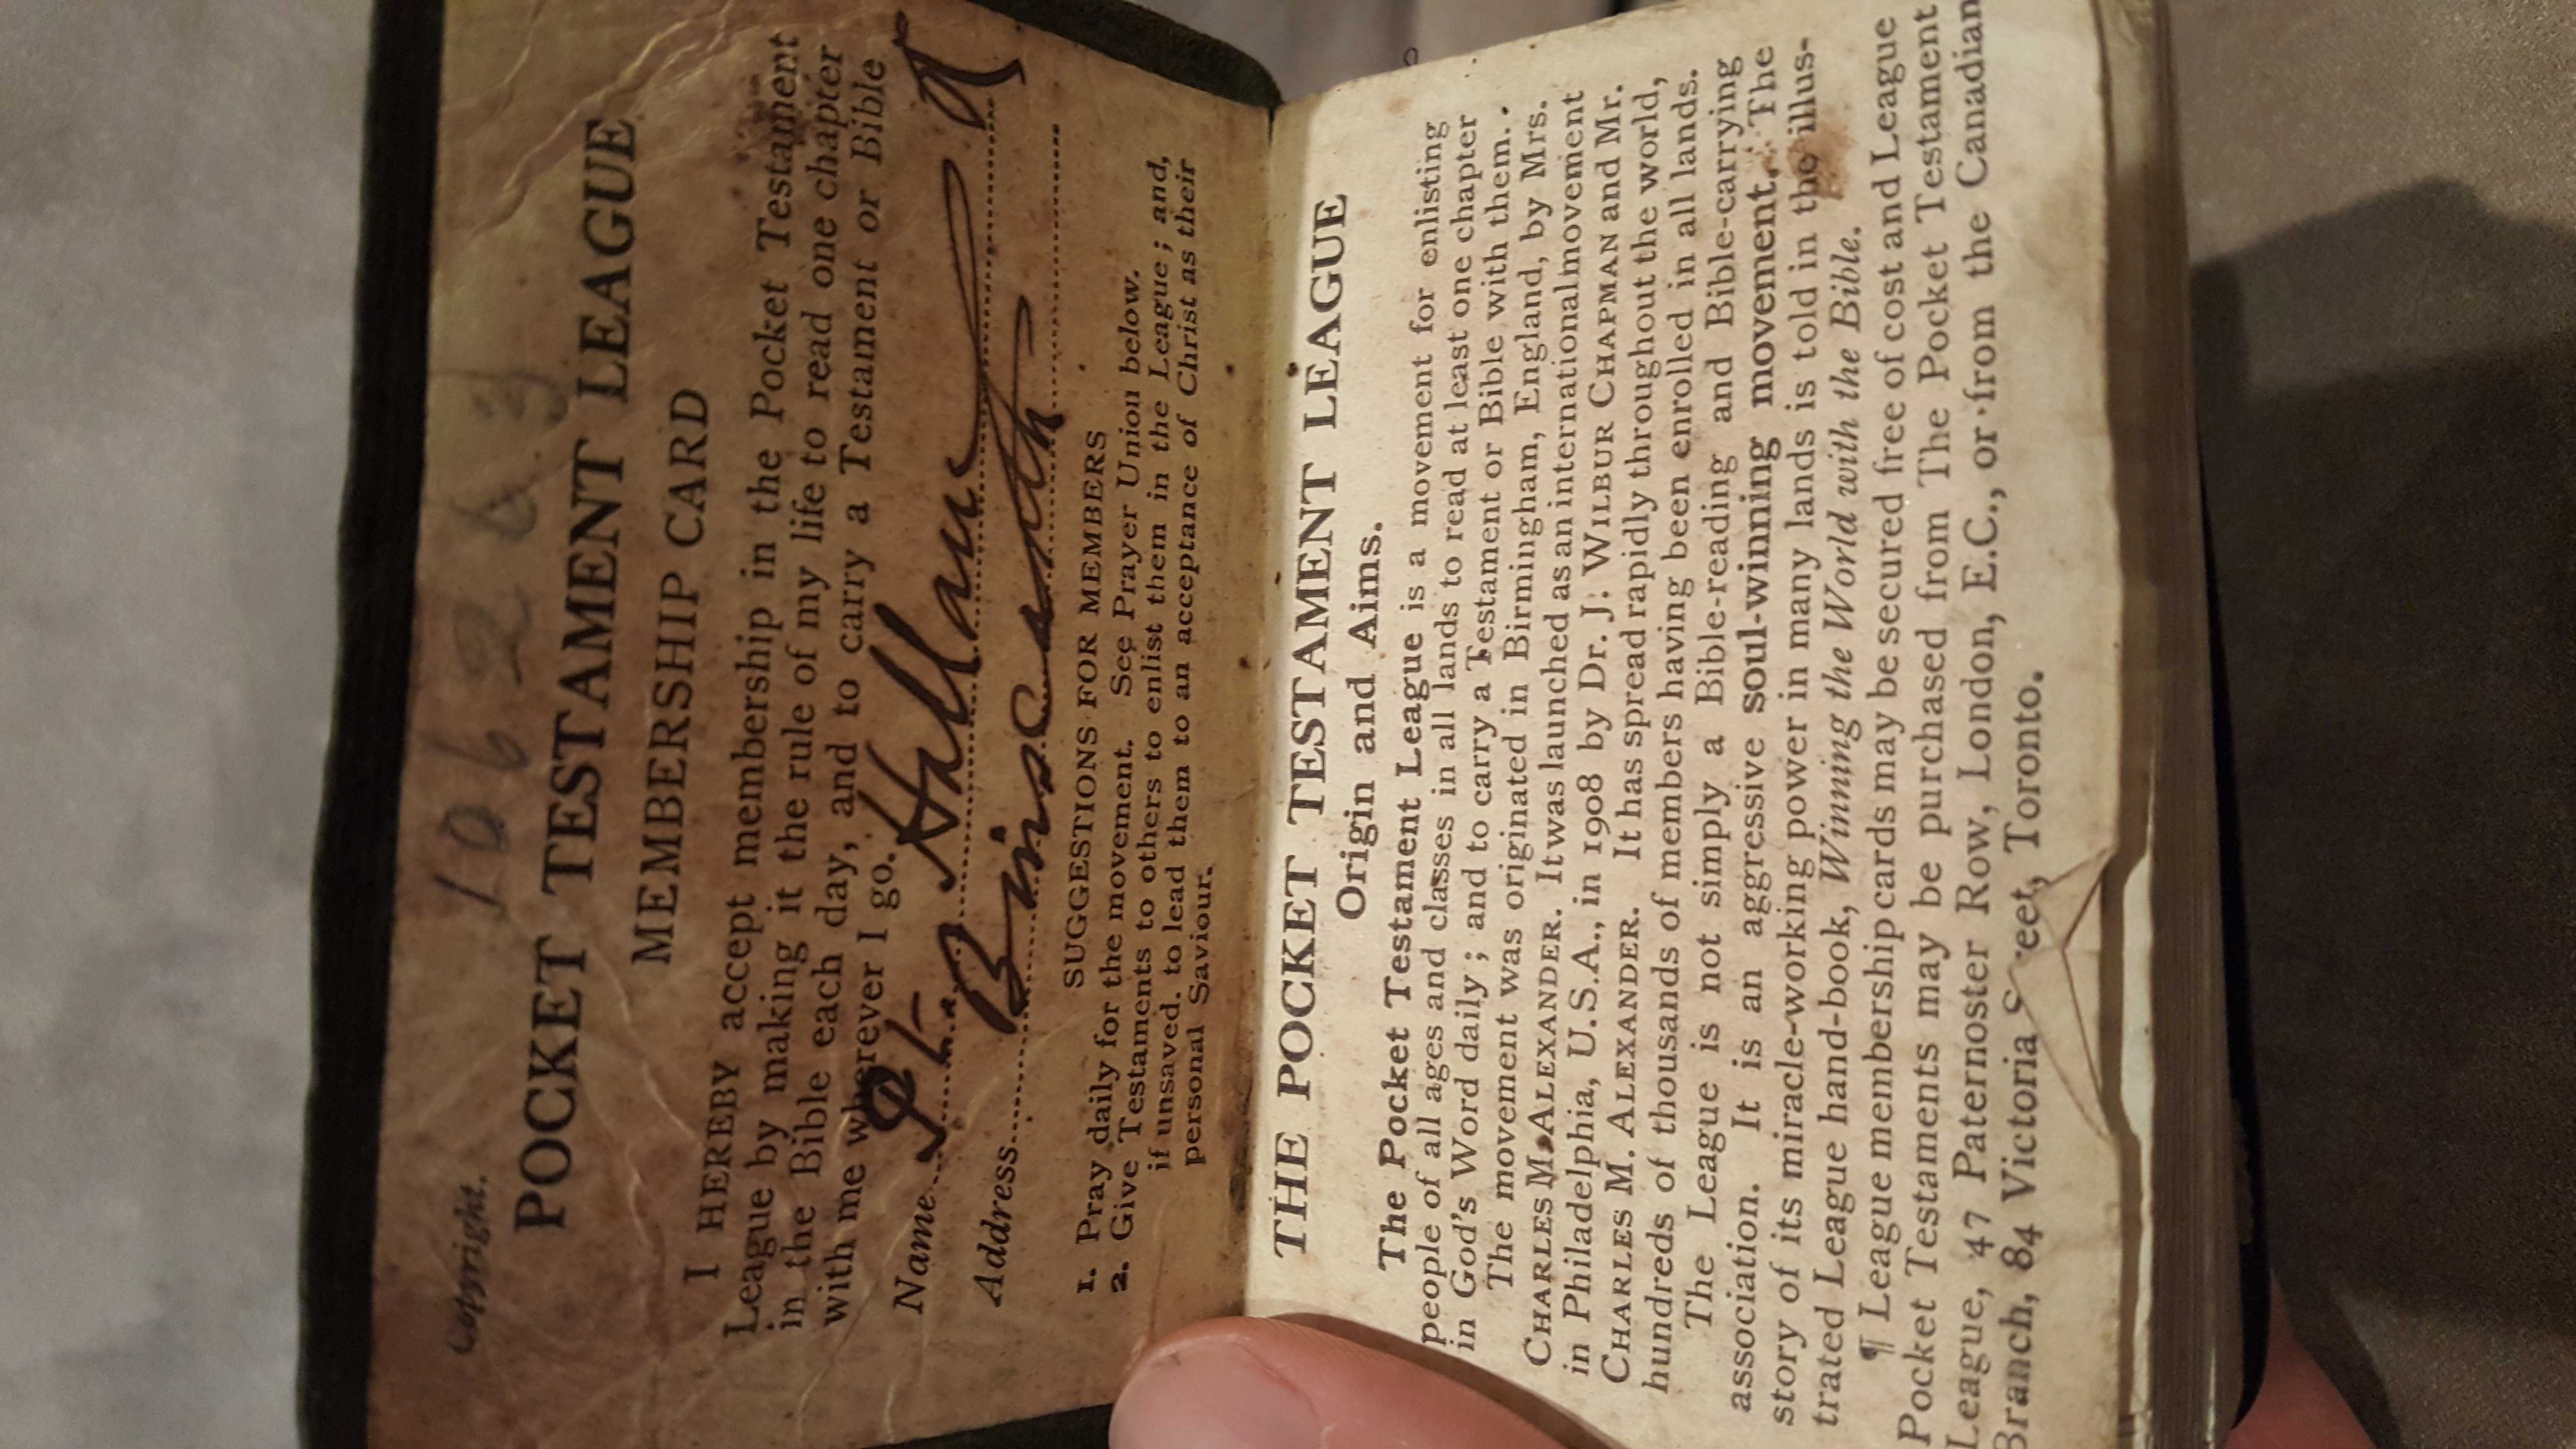 Copyright.
106263
POCKET TESTAMENT LEAGUE
MEMBERSHIP CARD
I HEREBY accept membership in the Pocket Testament
League by making it the rule of my life to read one chapter
in the Bible each day, and to carry a Testament or Bible
with me wherever I go.
Name Pte. Hallam
Address Binscarth
SUGGESTIONS FOR MEMBERS
1. Pray daily for the movement. See Prayer Union below.
2. Give Testaments to others to enlist them in the League; and,
if unsaved, to lead them to an acceptance of Christ as their
personal Saviour.
THE POCKET TESTAMENT LEAGUE
Origin and Aims.
The Pocket Testament League is a movement for enlisting
people of all ages and classes in all lands to read at least one chapter
in God's Word daily; and to carry a Testament or Bible with them.
The movement was originated in Birmingham, England, by Mrs.
CHARLES M. ALEXANDER. It was launched as an international movement
in Philadelphia, U.S.A., in 1908 by Dr. J. WILBUR CHAPMAN and Mr.
CHARLES M. ALEXANDER. It has spread rapidly throughout the world,
hundreds of thousands of members having been enrolled in all lands.
The League is not simply a Bible-reading and Bible-carrying
association. It is an aggressive soul-winning movement. The
story of its miracle-working power in many lands is told in the illus-
trated League hand-book, Winning the World with the Bible.
¶ League membership cards may be secured free of cost and League
Pocket Testaments may be purchased from The Pocket Testament
League, 47 Paternoster Row, London, E.C., or from the Canadian
Branch, 84 Victoria Street, Toronto.